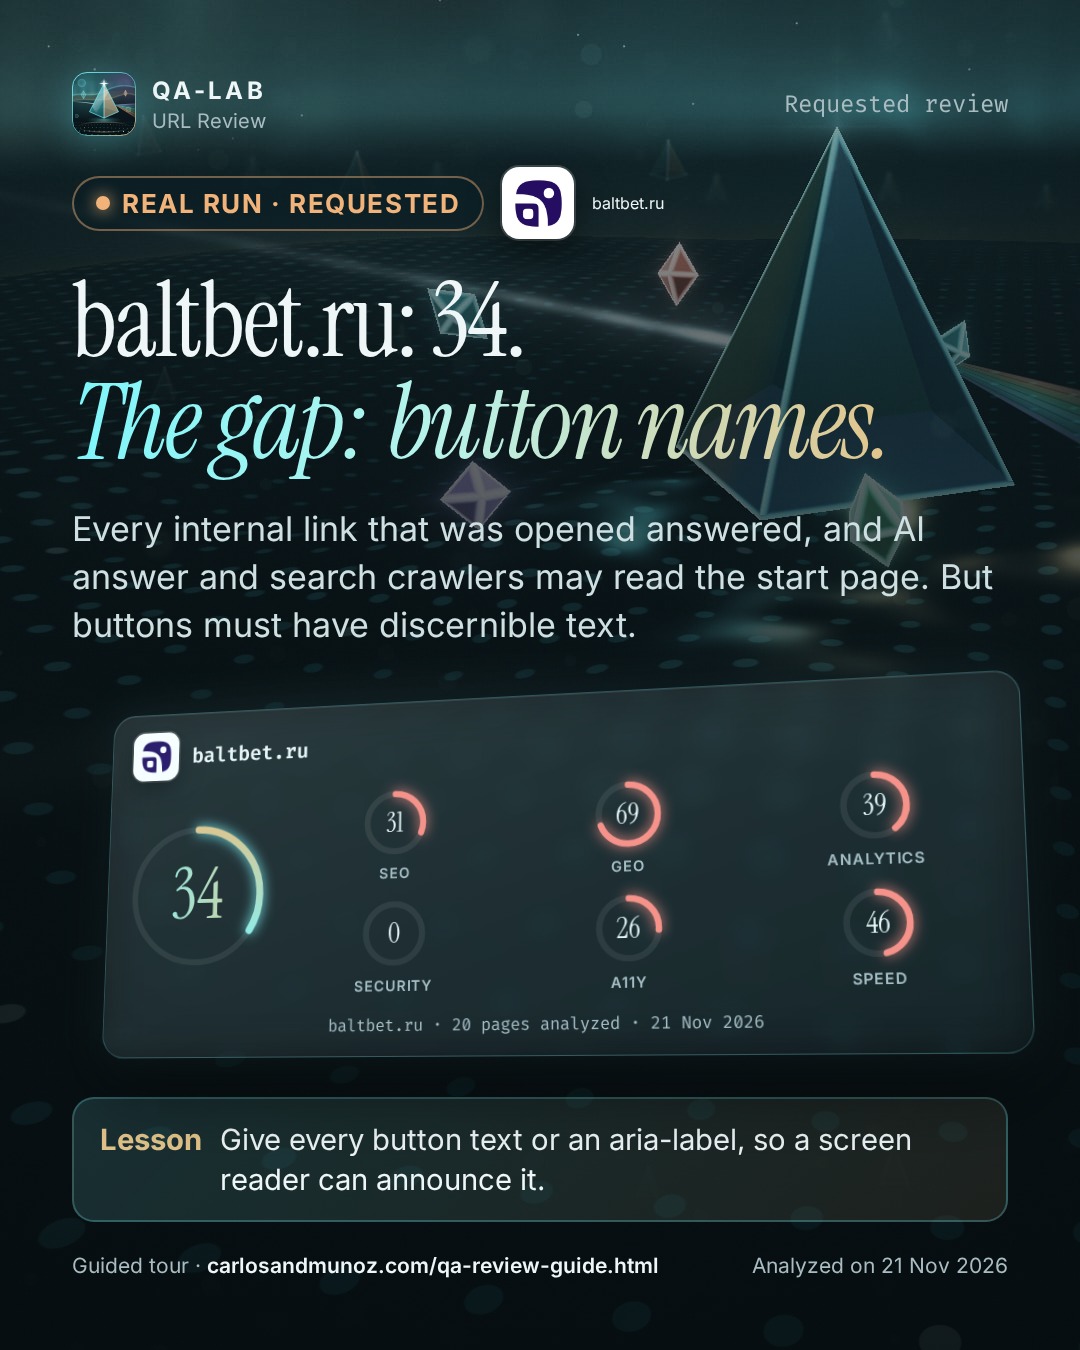 QA-LAB
URL Review
Requested review
REAL RUN · REQUESTED
baltbet.ru
baltbet.ru: 34.
The gap: button names.
Every internal link that was opened answered, and AI
answer and search crawlers may read the start page. But
buttons must have discernible text.
baltbet.ru
34
31
SEO
69
GEO
39
ANALYTICS
0
SECURITY
26
A11Y
46
SPEED
baltbet.ru · 20 pages analyzed · 21 Nov 2026
Lesson Give every button text or an aria-label, so a screen
reader can announce it.
Guided tour · carlosandmunoz.com/qa-review-guide.html
Analyzed on 21 Nov 2026